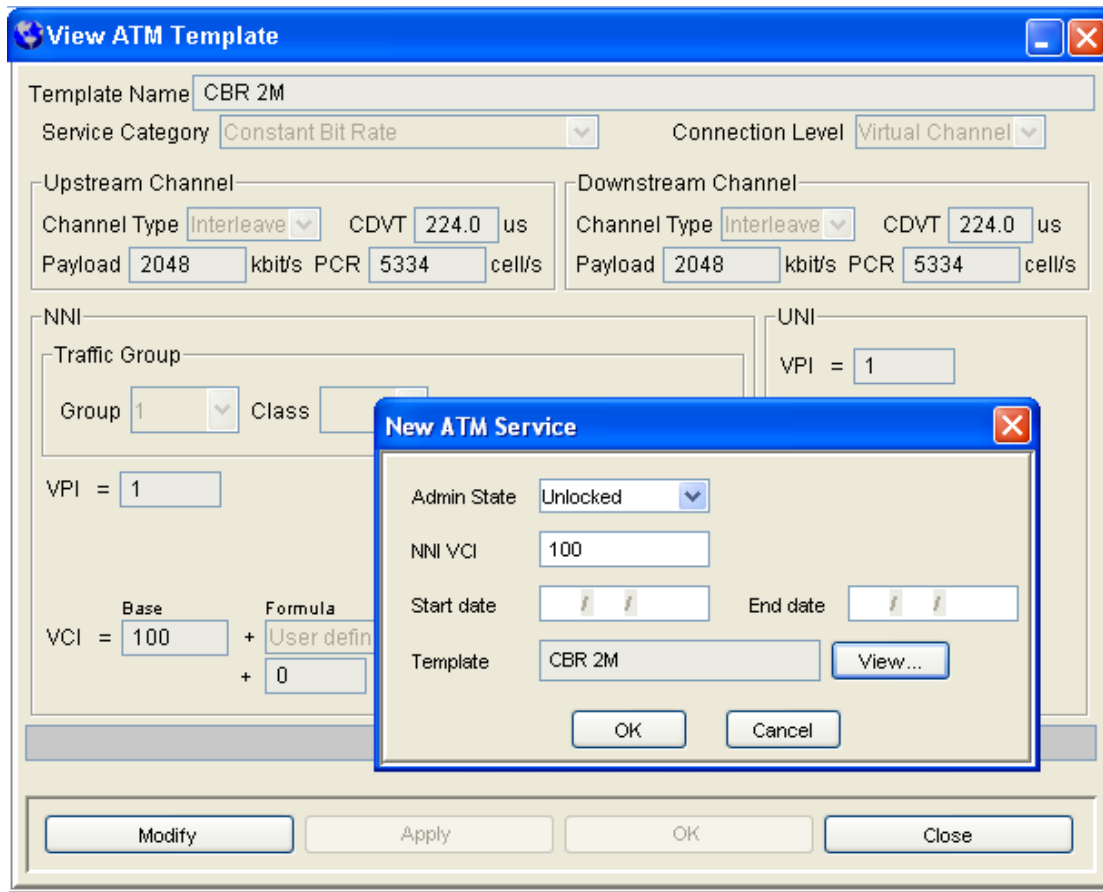 View ATM Template
Template Name CBR 2M
Service Category Constant Bit Rate Connection Level Virtual Channel
Upstream Channel
Channel Type Interleave CDVT 224.0 us
Payload 2048 kbit/s PCR 5334 cell/s
Downstream Channel
Channel Type Interleave CDVT 224.0 us
Payload 2048 kbit/s PCR 5334 cell/s
NNI
Traffic Group
Group 1 Class
VPI = 1
Base Formula
VCI = 100 + User defin
+ 0
UNI
VPI = 1
New ATM Service
Admin State Unlocked
NNI VCI 100
Start date / / End date / /
Template CBR 2M View...
OK Cancel
Modify Apply OK Close